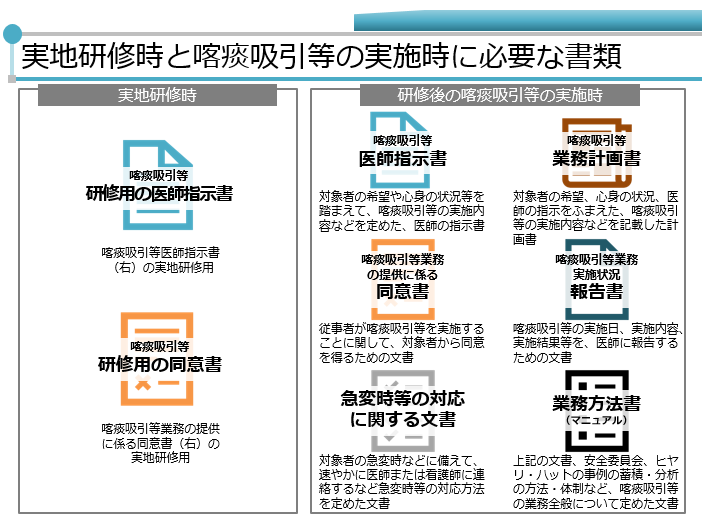 実地研修時と喀痰吸引等の実施時に必要な書類
実地研修時
喀痰吸引等
研修用の医師指示書
喀痰吸引等医師指示書
（右）の実地研修用
喀痰吸引等
研修用の同意書
喀痰吸引等業務の提供
に係る同意書（右）の
実地研修用
研修後の喀痰吸引等の実施時
喀痰吸引等
医師指示書
対象者の希望や心身の状況等を
踏まえて、喀痰吸引等の実施内
容などを定めた、医師の指示書
喀痰吸引等
業務計画書
対象者の希望、心身の状況、医
師の指示をふまえた、喀痰吸引
等の実施内容などを記載した計
画書
喀痰吸引等業務
の提供に係る
同意書
従事者が喀痰吸引等を実施する
ことに関して、対象者から同意
を得るための文書
喀痰吸引等業務
実施状況
報告書
喀痰吸引等の実施日、実施内容、
実施結果等を、医師に報告する
ための文書
急変時等の対応
に関する文書
対象者の急変時などに備えて、
速やかに医師または看護師に連
絡するなど急変時等の対応方法
を定めた文書
業務方法書
（マニュアル）
上記の文書、安全委員会、ヒヤ
リ・ハットの事例の蓄積・分析
の方法・体制など、喀痰吸引等
の業務全般について定めた文書